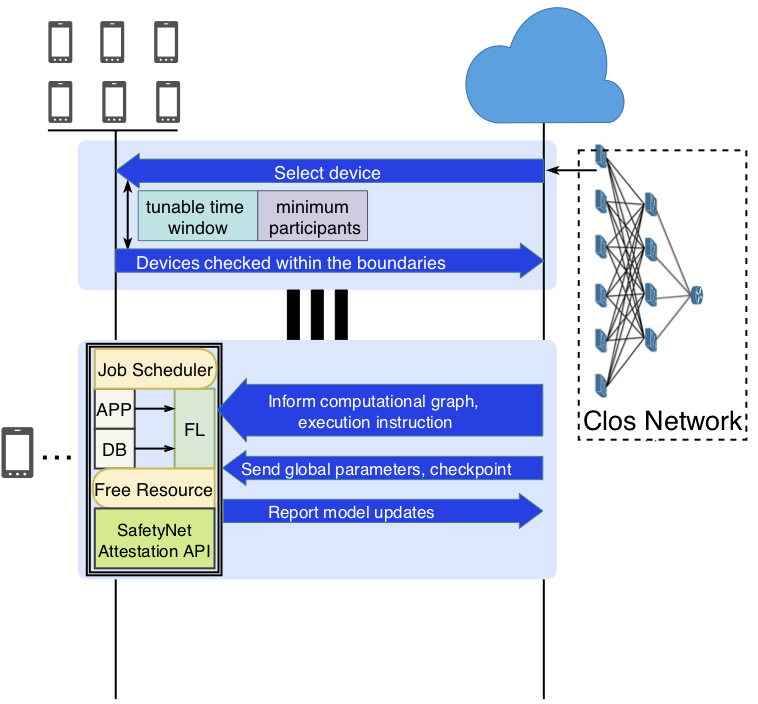 Select device
tunable time
window
minimum
participants
Devices checked within the boundaries
Clos Network
Job Scheduler
APP
DB
FL
Free Resource
SafetyNet
Attestation API
Inform computational graph,
execution instruction
Send global parameters, checkpoint
Report model updates